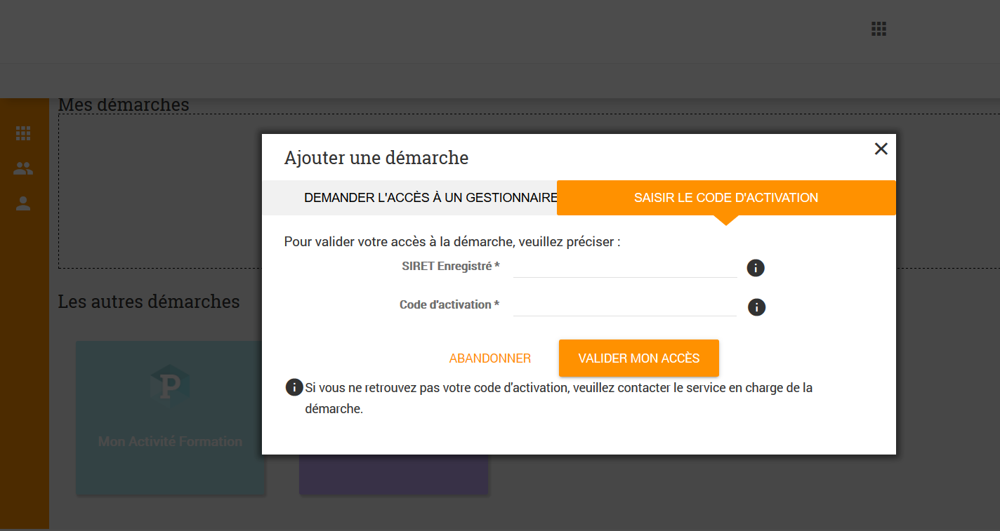 Mes démarches
Ajouter une démarche
DEMANDER L'ACCÈS À UN GESTIONNAIRE
SAISIR LE CODE D'ACTIVATION
Pour valider votre accès à la démarche, veuillez préciser :
SIRET Enregistré *
Code d'activation *
ABANDONNER
VALIDER MON ACCÈS
Si vous ne retrouvez pas votre code d'activation, veuillez contacter le service en charge de la
démarche.
Les autres démarches
P
Mon Activité Formation